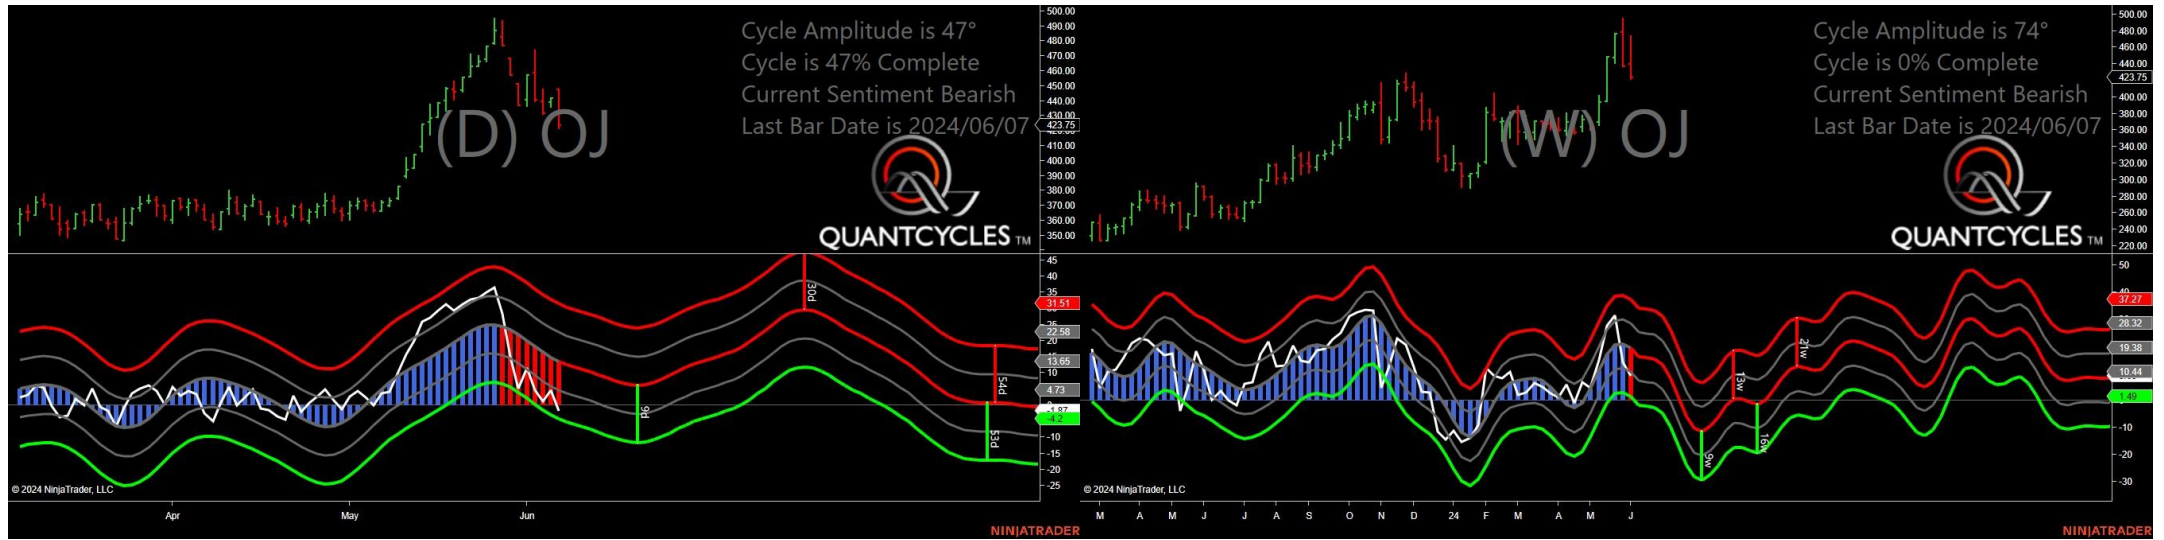 Cycle Amplitude is 47°
Cycle is 47% Complete
Current Sentiment Bearish
Last Bar Date is 2024/06/07
(D) OJ
QUANTCYCLES TM
500.00
490.00
480.00
470.00
460.00
450.00
440.00
430.00
423.75
410.00
400.00
390.00
380.00
370.00
360.00
350.00
45
40
35
31.51
25
22.58
20
13.65
10
4.73
-1.87
-4.2
-10
-15
-20
-25
30d
54d
9d
53d
© 2024 NinjaTrader, LLC
Apr May Jun
NINJATRADER
Cycle Amplitude is 74°
Cycle is 0% Complete
Current Sentiment Bearish
Last Bar Date is 2024/06/07
(W) OJ
QUANTCYCLES TM
500.00
480.00
460.00
440.00
423.75
400.00
380.00
360.00
340.00
320.00
300.00
280.00
260.00
240.00
220.00
50
40
37.27
28.32
19.38
10.44
1.49
-10
-20
-30
21w
13w
9w
16w
© 2024 NinjaTrader, LLC
M A M J J A S O N D 24 F M A M J
NINJATRADER